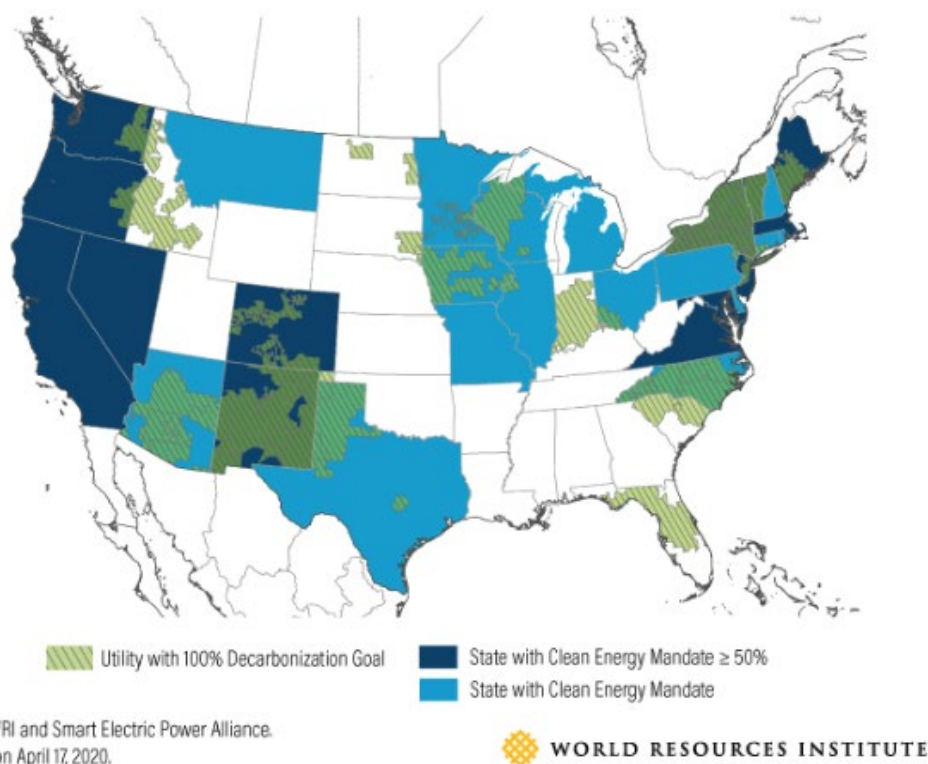 Utility with 100% Decarbonization Goal
State with Clean Energy Mandate ≥ 50%
State with Clean Energy Mandate
RI and Smart Electric Power Alliance.
on April 17, 2020.
WORLD RESOURCES INSTITUTE